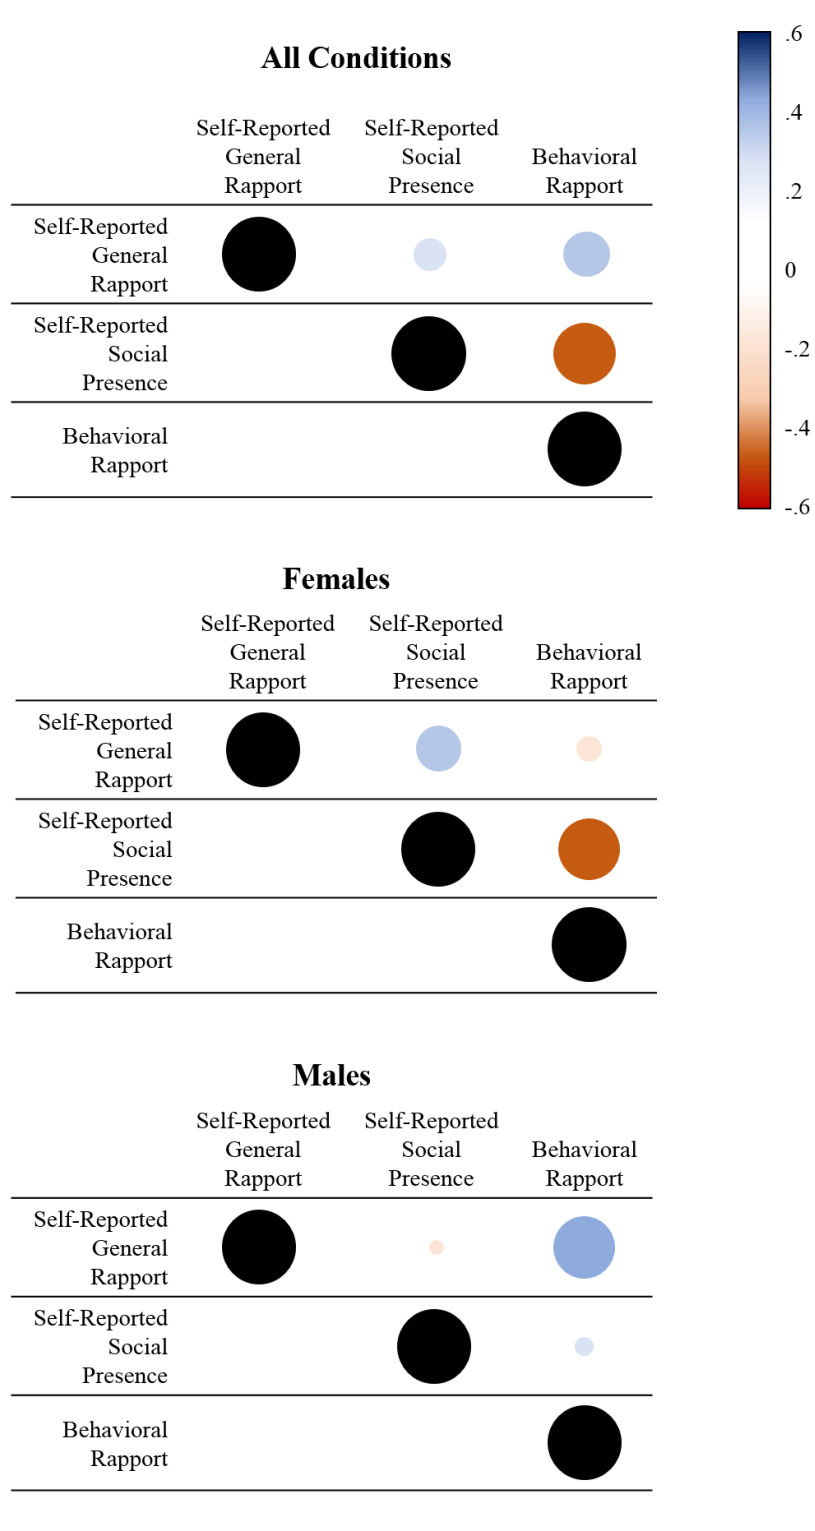 .6
All Conditions
.4
Self-Reported General Rapport
Self-Reported Social Presence
Behavioral Rapport
.2
Self-Reported General Rapport
0
Self-Reported Social Presence
-.2
-.4
Behavioral Rapport
-.6
Females
Self-Reported General Rapport
Self-Reported Social Presence
Behavioral Rapport
Self-Reported General Rapport
Self-Reported Social Presence
Behavioral Rapport
Males
Self-Reported General Rapport
Self-Reported Social Presence
Behavioral Rapport
Self-Reported General Rapport
Self-Reported Social Presence
Behavioral Rapport